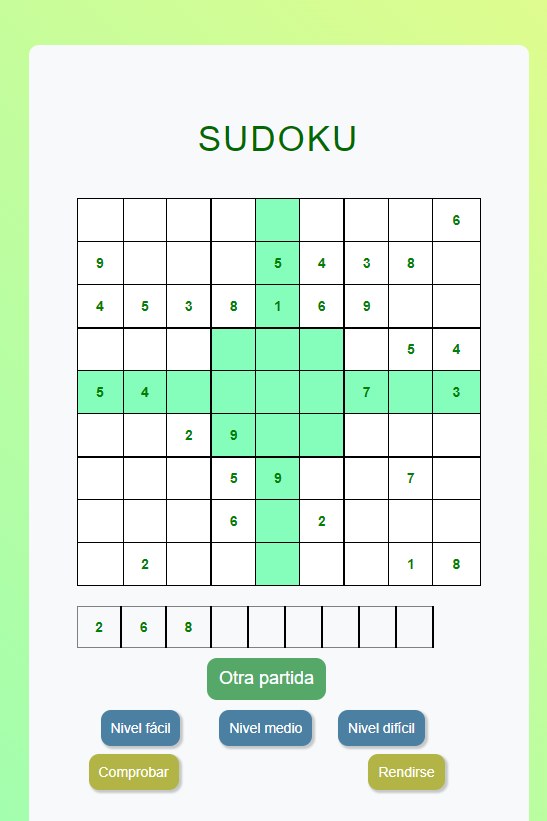 SUDOKU
6
9 5 4 3 8
4 5 3 8 1 6 9
5 4
5 4 7 3
2 9
5 9 7
6 2
2 1 8
2 6 8
Otra partida
Nivel fácil Nivel medio Nivel difícil
Comprobar Rendirse